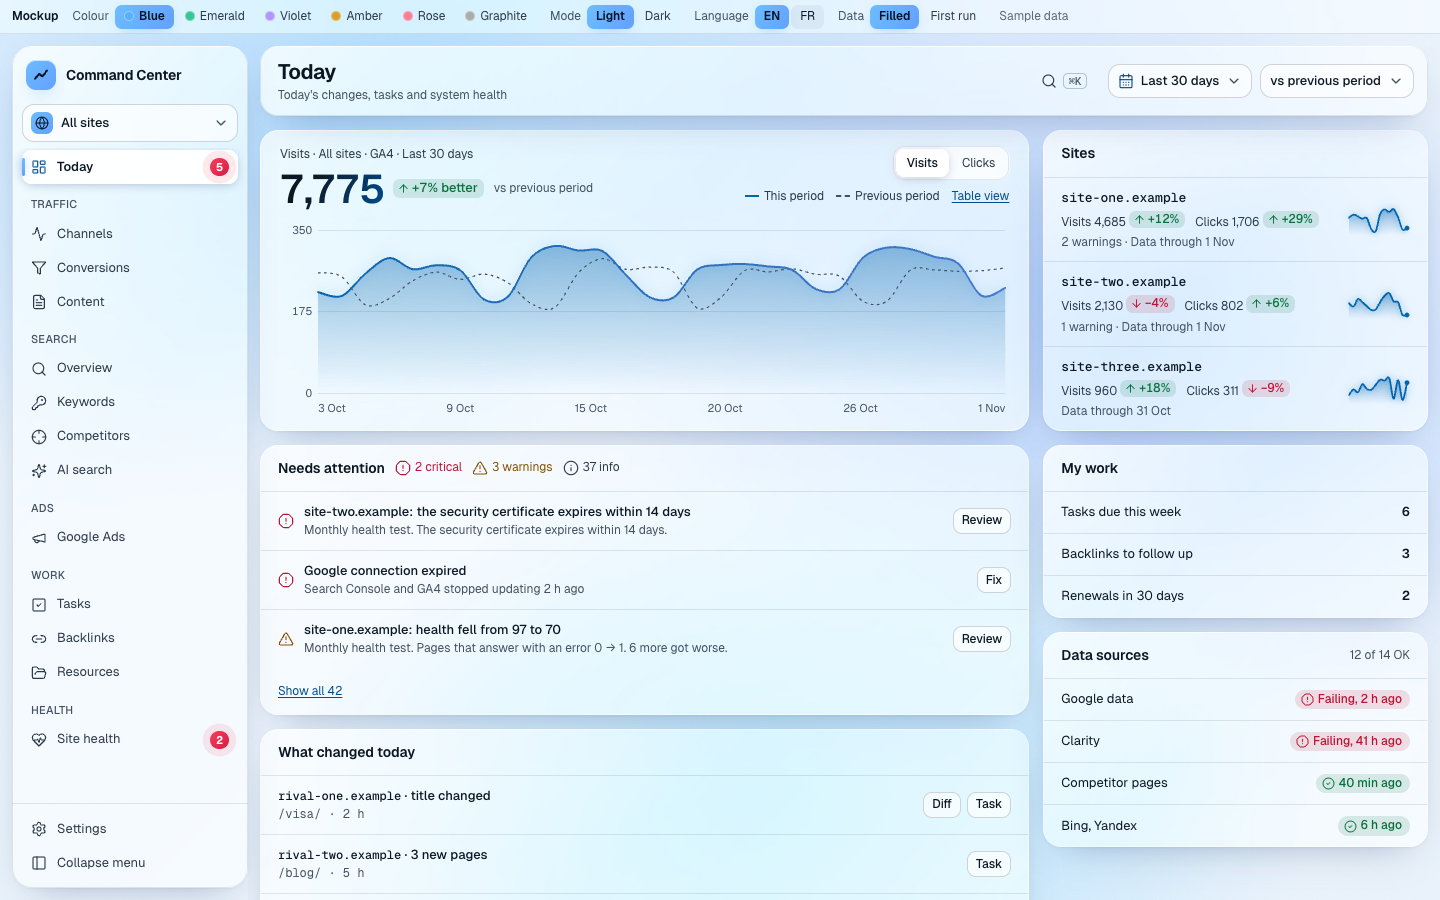 Mockup Colour Blue Emerald Violet Amber Rose Graphite Mode Light Dark Language EN FR Data Filled First run Sample data
Command Center
All sites
Today 5
TRAFFIC
Channels
Conversions
Content
SEARCH
Overview
Keywords
Competitors
AI search
ADS
Google Ads
WORK
Tasks
Backlinks
Resources
HEALTH
Site health 2
Settings
Collapse menu
Today
Today's changes, tasks and system health
⌘K Last 30 days vs previous period
Visits · All sites · GA4 · Last 30 days
Visits Clicks
7,775 ↑ +7% better vs previous period
This period Previous period Table view
350
175
0
3 Oct 9 Oct 15 Oct 20 Oct 26 Oct 1 Nov
Sites
site-one.example
Visits 4,685 ↑ +12% Clicks 1,706 ↑ +29%
2 warnings · Data through 1 Nov
site-two.example
Visits 2,130 ↓ −4% Clicks 802 ↑ +6%
1 warning · Data through 1 Nov
site-three.example
Visits 960 ↑ +18% Clicks 311 ↓ −9%
Data through 31 Oct
Needs attention 2 critical 3 warnings 37 info
site-two.example: the security certificate expires within 14 days
Monthly health test. The security certificate expires within 14 days.
Review
Google connection expired
Search Console and GA4 stopped updating 2 h ago
Fix
site-one.example: health fell from 97 to 70
Monthly health test. Pages that answer with an error 0 → 1. 6 more got worse.
Review
Show all 42
My work
Tasks due this week 6
Backlinks to follow up 3
Renewals in 30 days 2
Data sources 12 of 14 OK
Google data Failing, 2 h ago
Clarity Failing, 41 h ago
Competitor pages 40 min ago
Bing, Yandex 6 h ago
What changed today
rival-one.example · title changed
/visa/ · 2 h
Diff Task
rival-two.example · 3 new pages
/blog/ · 5 h
Task